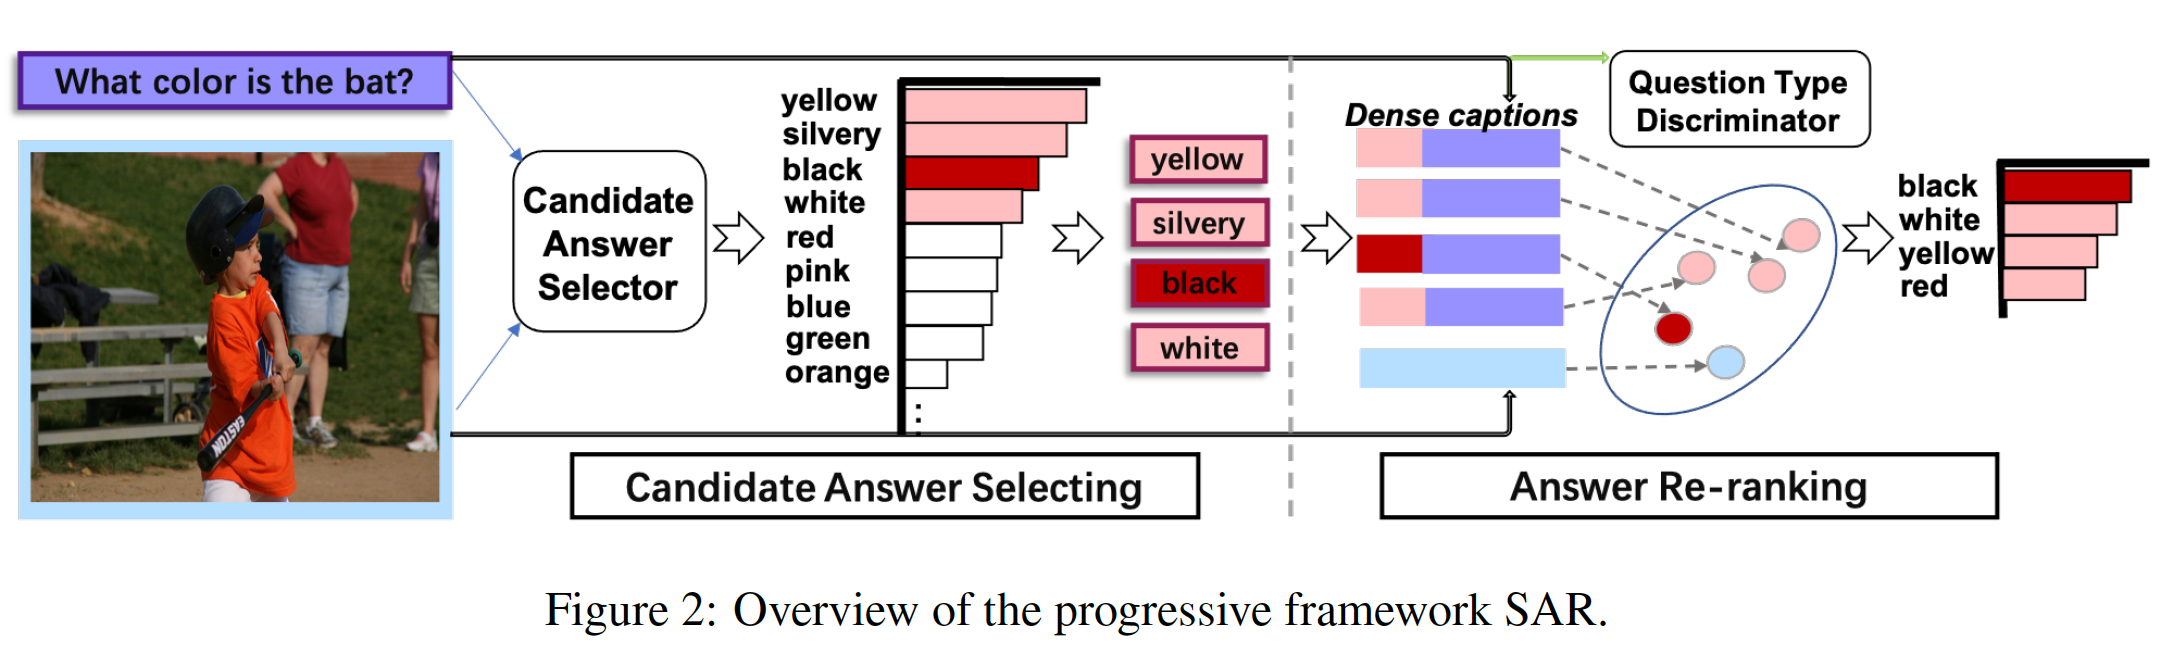 What color is the bat?
EASTON
Candidate
Answer
Selector
yellow
silvery
black
white
red
pink
blue
green
orange
:
yellow
silvery
black
white
Candidate Answer Selecting
Dense captions
Question Type
Discriminator
black
white
yellow
red
Answer Re-ranking
Figure 2: Overview of the progressive framework SAR.